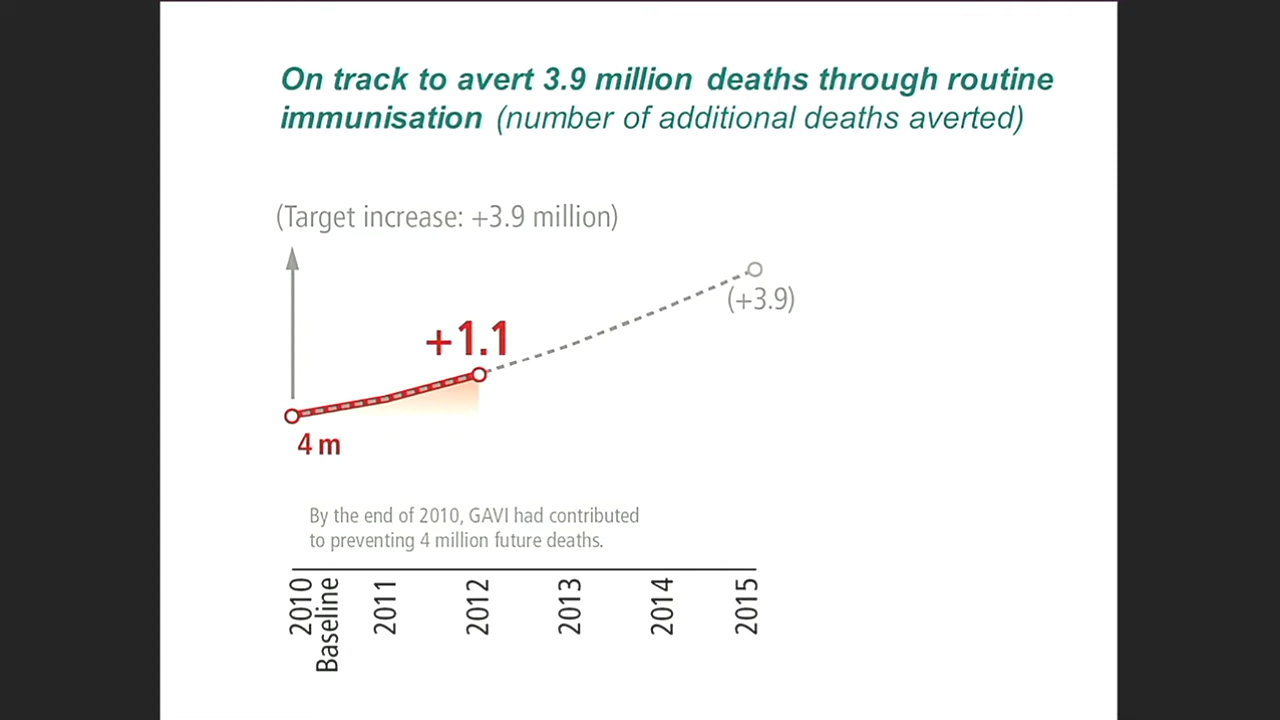 On track to avert 3.9 million deaths through routine
immunisation (number of additional deaths averted)
(Target increase: +3.9 million)
(+3.9)
+1.1
4 m
By the end of 2010, GAVI had contributed
to preventing 4 million future deaths.
2010
Baseline
2011
2012
2013
2014
2015